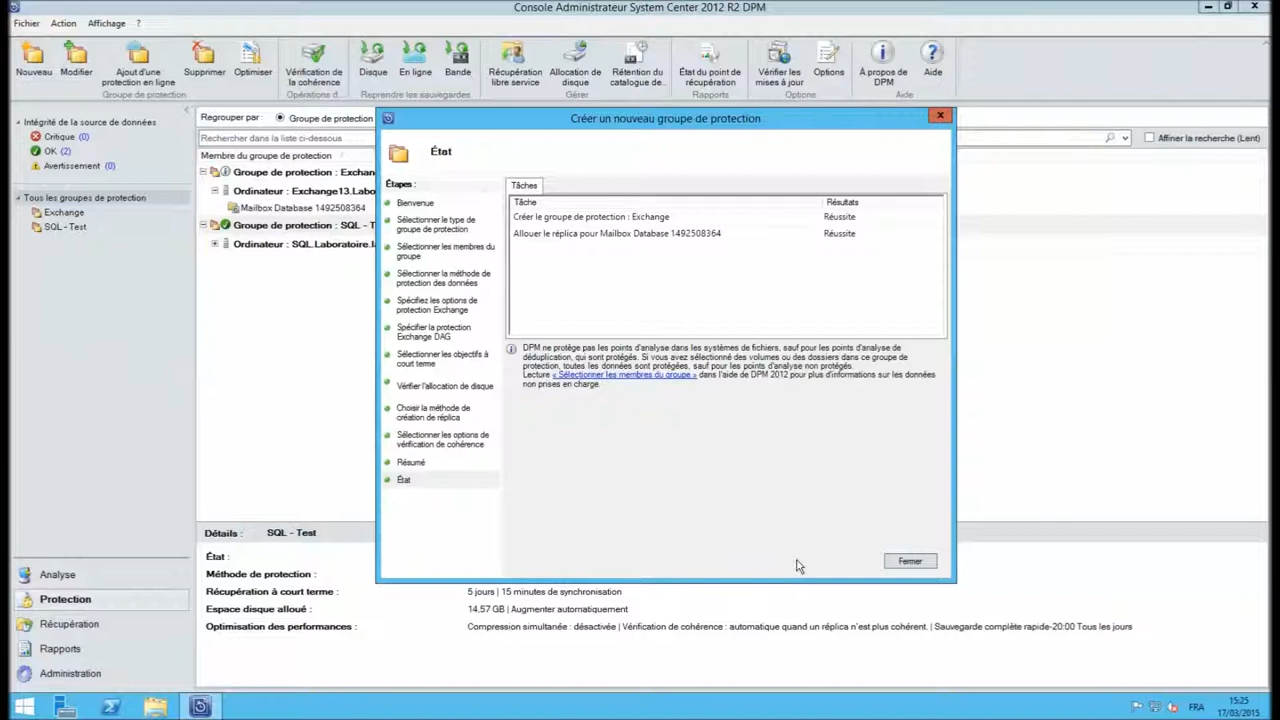 Console Administrateur System Center 2012 R2 DPM
Fichier Action Affichage ?
Nouveau Modifier Ajout d'une Supprimer Optimiser Vérification de Disque En ligne Bande Récupération Allocation de Rétention du État du point de Vérifier les Options À propos de Aide
protection en ligne la cohérence libre service disque catalogue de... récupération mises à jour DPM
Groupe de protection Opérations d... Reprendre les sauvegardes Gérer Rapports Options Aide
Intégrité de la source de données
Critique (0)
OK (2)
Avertissement (0)
Tous les groupes de protection
Exchange
SQL - Test
Regrouper par : Groupe de protection
Rechercher dans la liste ci-dessous
Affiner la recherche (Lent)
Membre du groupe de protection
Groupe de protection : Exchan
Ordinateur : Exchange13.Labo
Mailbox Database 1492508364
Groupe de protection : SQL - T
Ordinateur : SQL.Laboratoire.l
Créer un nouveau groupe de protection
État
Étapes :
Bienvenue
Sélectionner le type de
groupe de protection
Sélectionner les membres du
groupe
Sélectionner la méthode de
protection des données
Spécifiez les options de
protection Exchange
Spécifier la protection
Exchange DAG
Sélectionner les objectifs à
court terme
Vérifier l'allocation de disque
Choisir la méthode de
création de réplica
Sélectionner les options de
vérification de cohérence
Résumé
État
Tâches
Tâche Résultats
Créer le groupe de protection : Exchange Réussite
Allouer le réplica pour Mailbox Database 1492508364 Réussite
DPM ne protège pas les points d'analyse dans les systèmes de fichiers, sauf pour les points d'analyse de
déduplication, qui sont protégés. Si vous avez sélectionné des volumes ou des dossiers dans ce groupe de
protection, toutes les données sont protégées, sauf pour les points d'analyse non protégés.
Lecture « Sélectionner les membres du groupe » dans l'aide de DPM 2012 pour plus d'informations sur les données
non prises en charge.
Fermer
Détails : SQL - Test
État :
Méthode de protection :
Récupération à court terme : 5 jours | 15 minutes de synchronisation
Espace disque alloué : 14,57 GB | Augmenter automatiquement
Optimisation des performances : Compression simultanée : désactivée | Vérification de cohérence : automatique quand un réplica n'est plus cohérent. | Sauvegarde complète rapide-20:00 Tous les jours
Analyse
Protection
Récupération
Rapports
Administration
FRA
15:25
17/03/2015